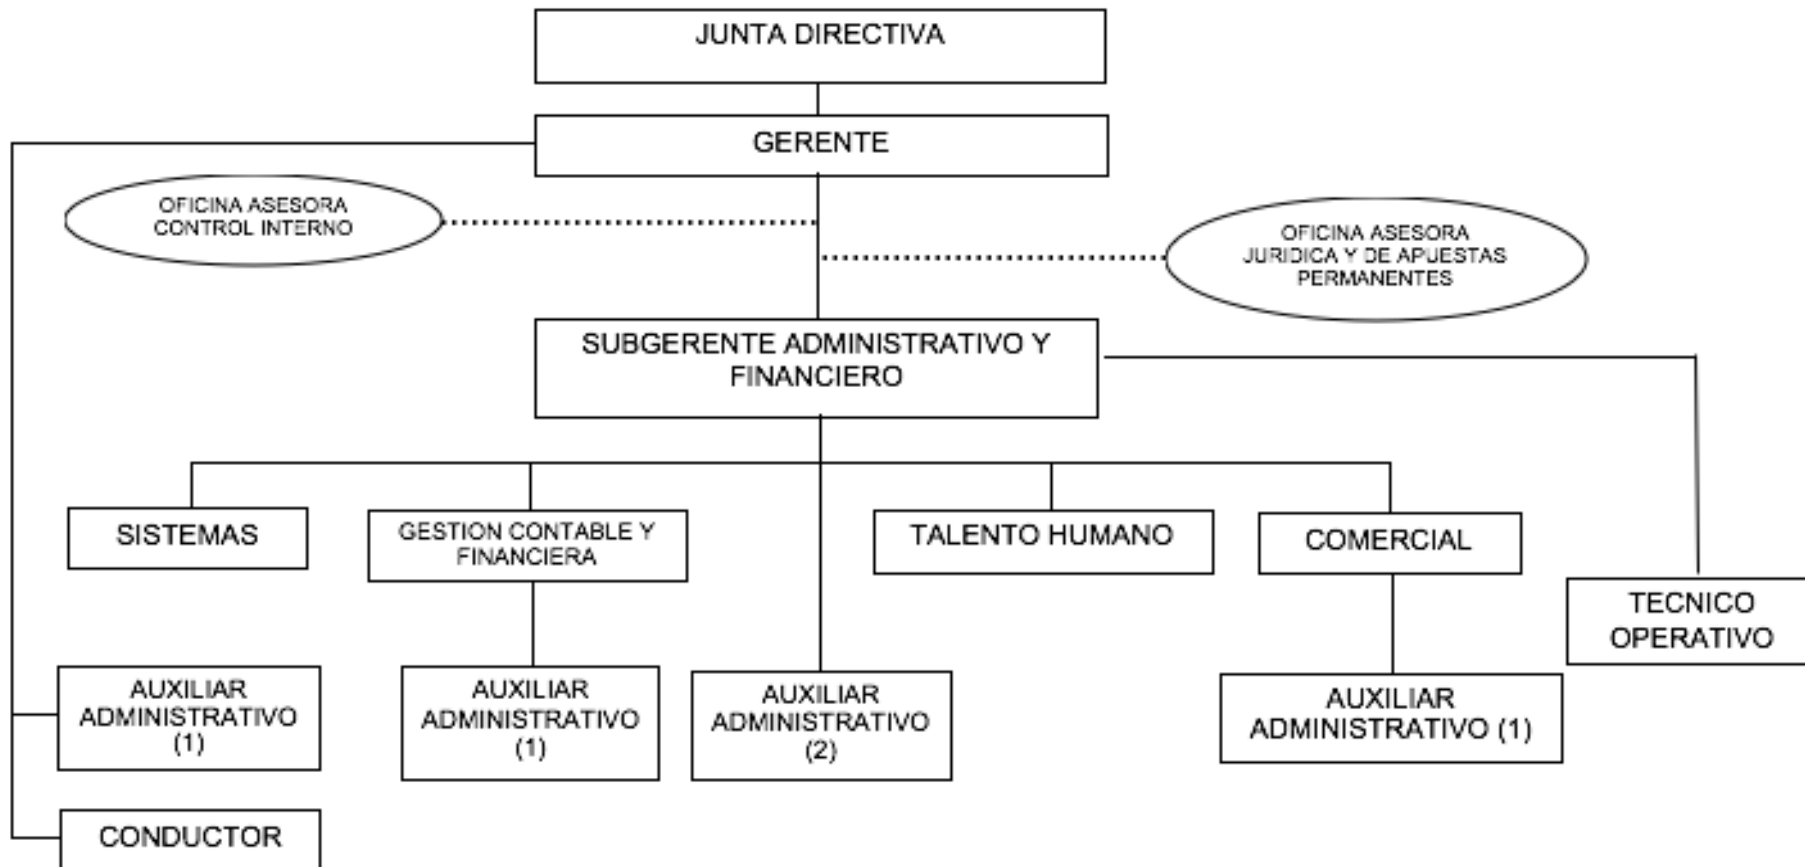 JUNTA DIRECTIVA
GERENTE
OFICINA ASESORA
CONTROL INTERNO
OFICINA ASESORA
JURIDICA Y DE APUESTAS
PERMANENTES
SUBGERENTE ADMINISTRATIVO Y
FINANCIERO
SISTEMAS
GESTION CONTABLE Y
FINANCIERA
TALENTO HUMANO
COMERCIAL
TECNICO
OPERATIVO
AUXILIAR
ADMINISTRATIVO
(1)
AUXILIAR
ADMINISTRATIVO
(1)
AUXILIAR
ADMINISTRATIVO
(2)
AUXILIAR
ADMINISTRATIVO (1)
CONDUCTOR